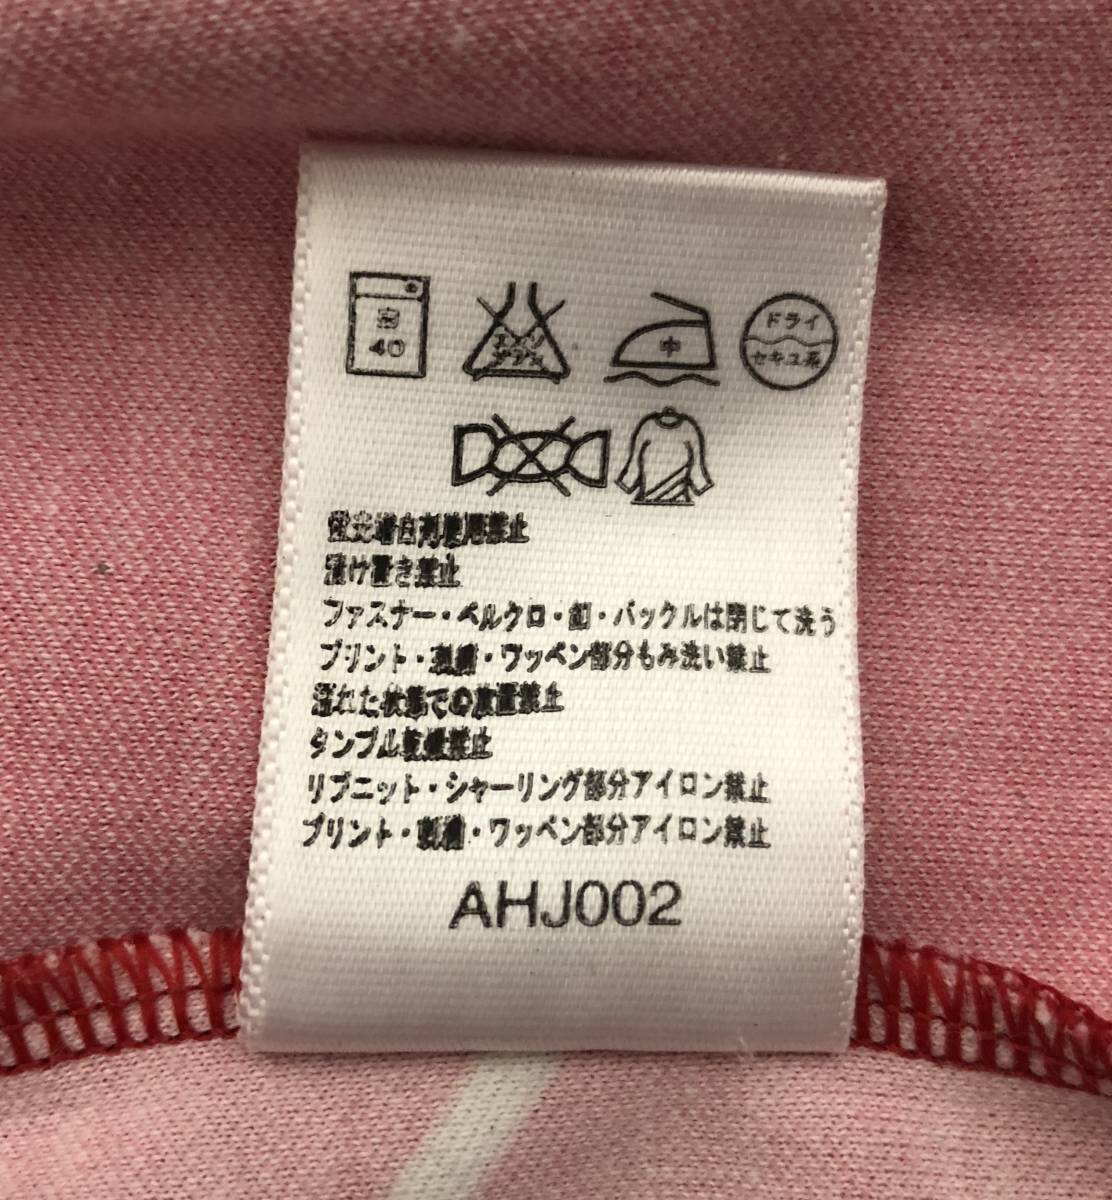 弱
40
エンソ
サラシ
中
ドライ
セキユ系
蛍光増白剤使用禁止
漬け置き禁止
ファスナー・ベルクロ・釦・バックルは閉じて洗う
プリント・刺繍・ワッペン部分もみ洗い禁止
濡れた状態での放置禁止
タンブル乾燥禁止
リブニット・シャーリング部分アイロン禁止
プリント・刺繍・ワッペン部分アイロン禁止
AHJ002